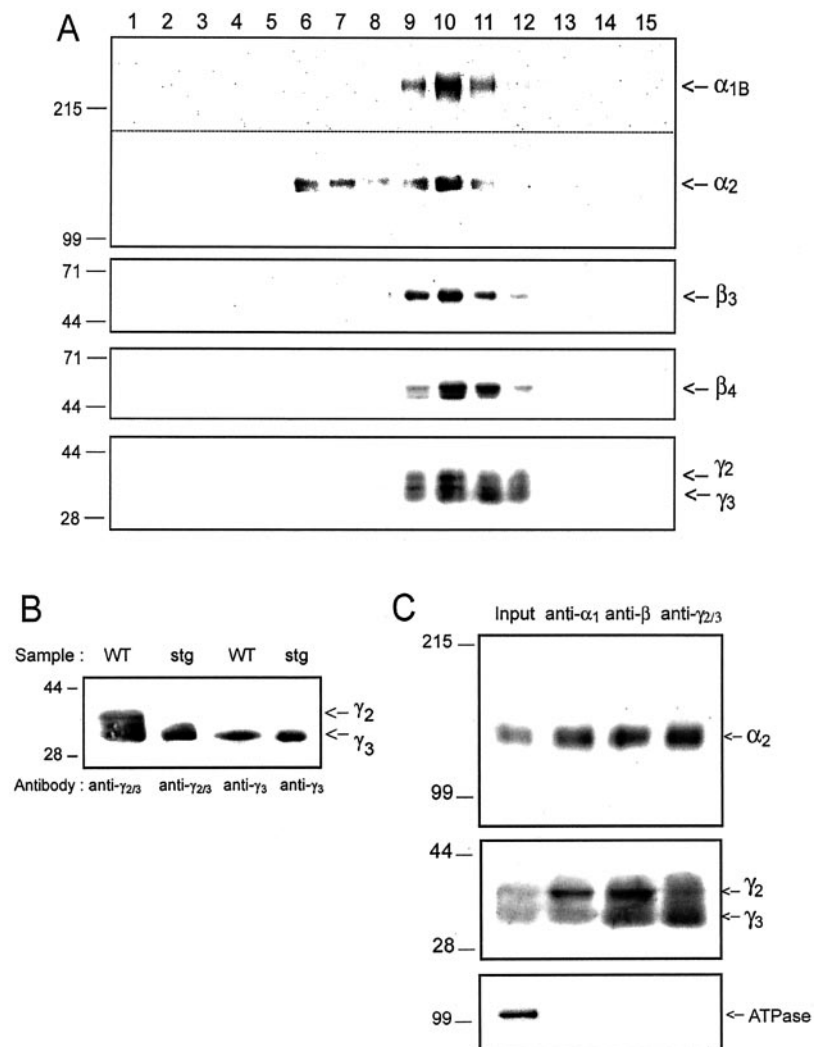 A
1 2 3 4 5 6 7 8 9 10 11 12 13 14 15
215
<- α1B
<- α2
99
71
<- β3
44
71
<- β4
44
44
<- γ2
<- γ3
28
B
Sample : WT stg WT stg
44
<- γ2
<- γ3
28
Antibody : anti-γ2/3 anti-γ2/3 anti-γ3 anti-γ3
C
Input anti-α1 anti-β anti-γ2/3
215
<- α2
99
44
<- γ2
<- γ3
28
99
<- ATPase